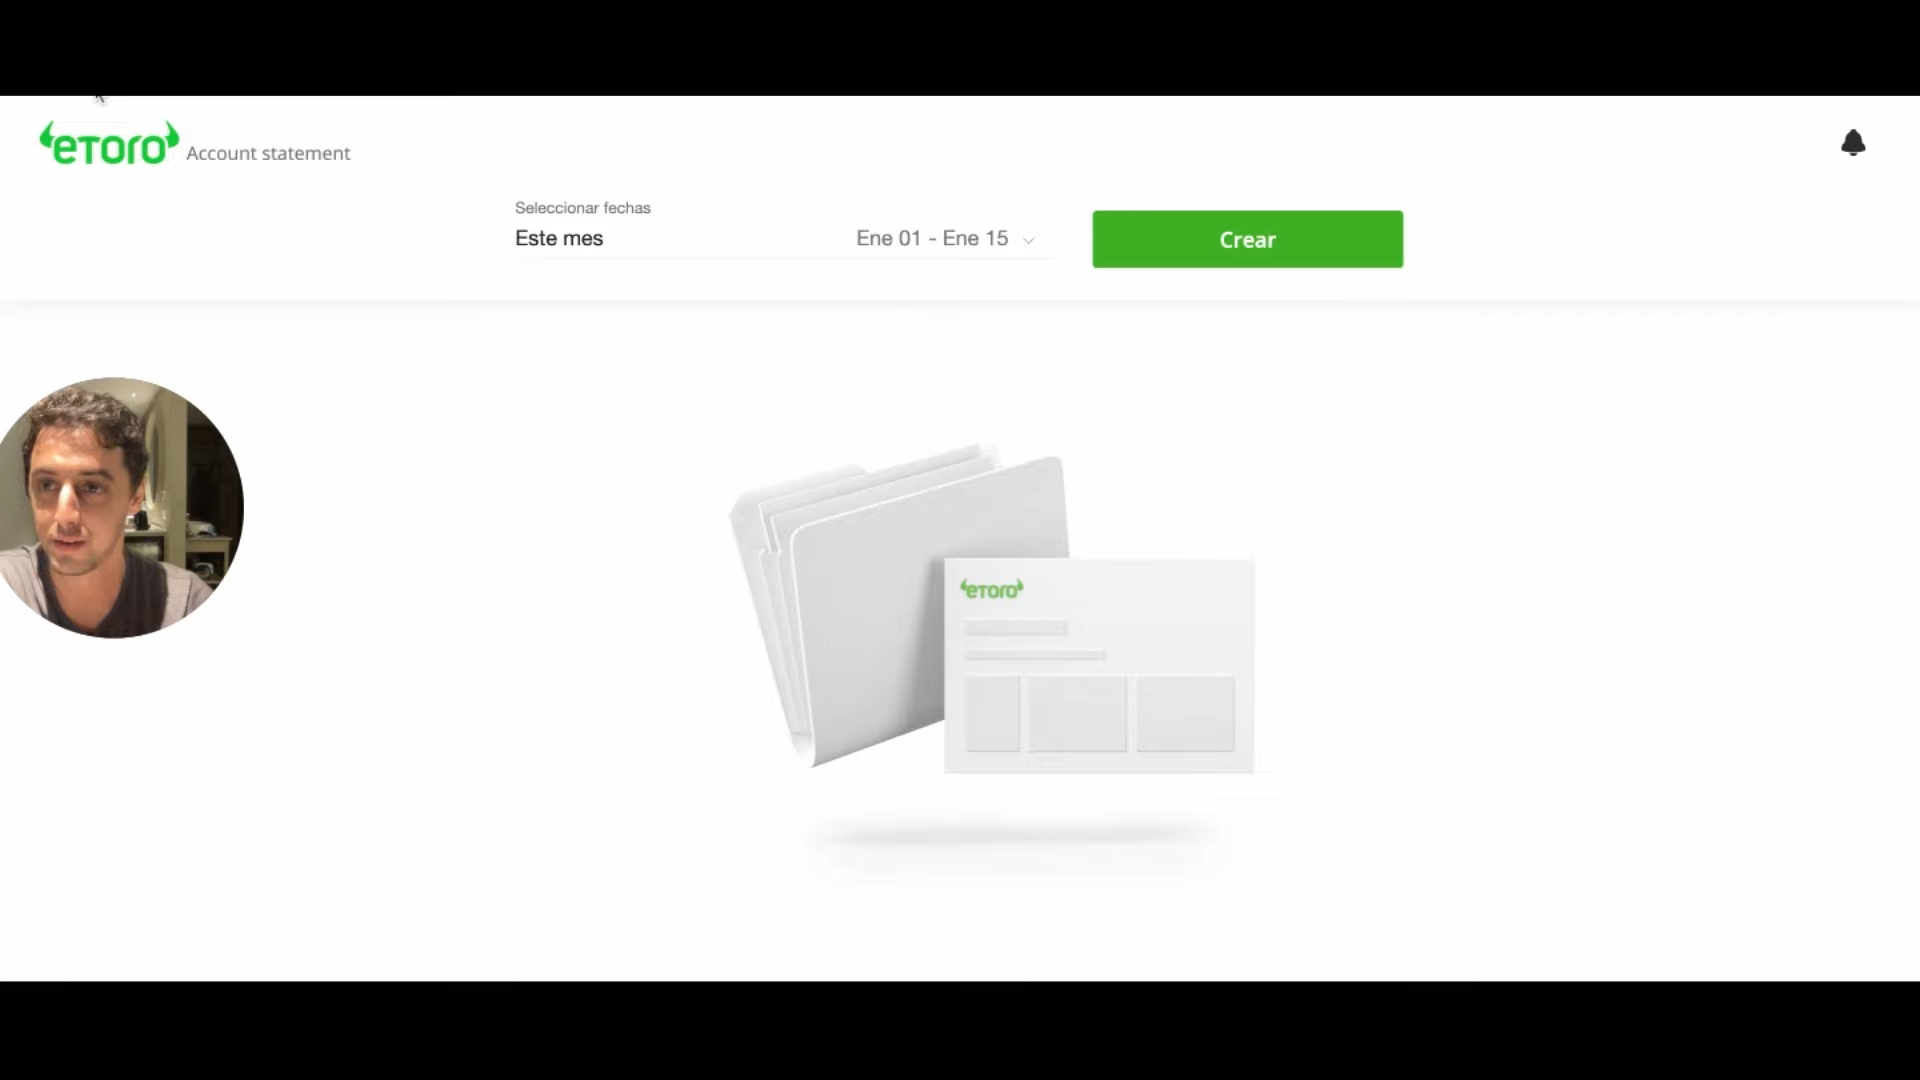 eToro Account statement
Seleccionar fechas
Este mes Ene 01 - Ene 15
Crear
eToro